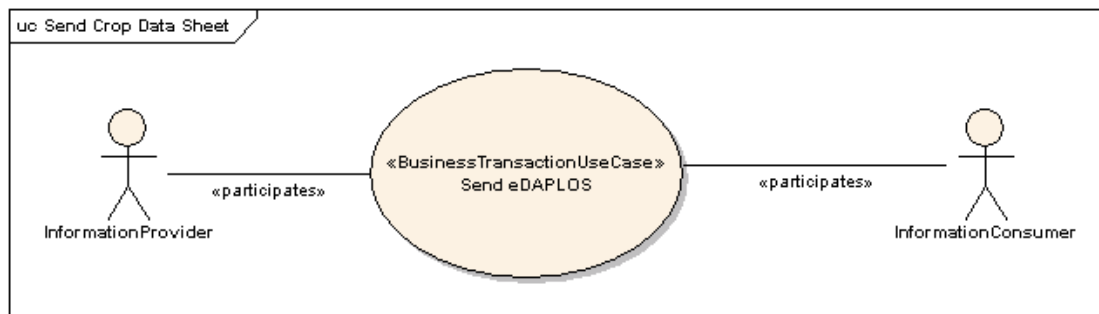 uc Send Crop Data Sheet
«BusinessTransactionUseCase»
Send eDAPLOS
«participates»
«participates»
InformationProvider
InformationConsumer